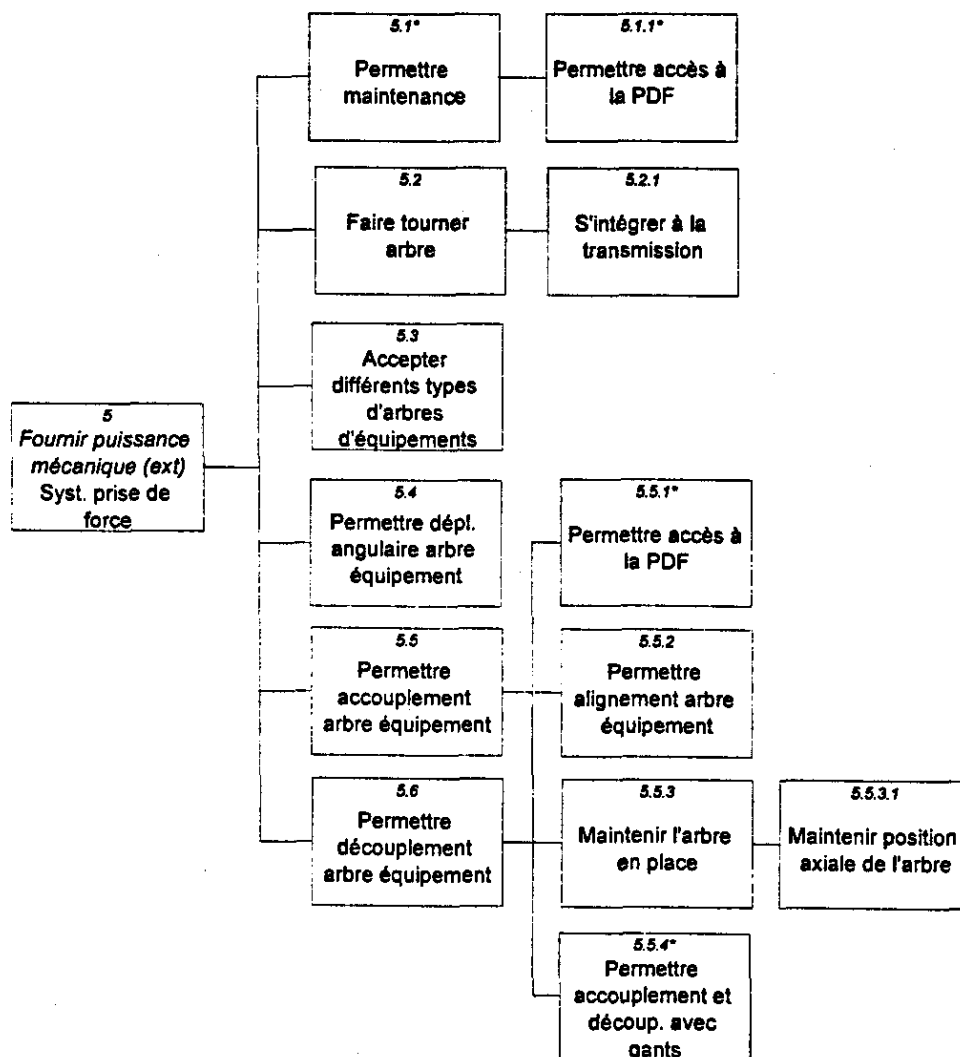 5.1*
Permettre
maintenance
5.1.1*
Permettre accès à
la PDF
5.2
Faire tourner
arbre
5.2.1
S'intégrer à la
transmission
5.3
Accepter
différents types
d'arbres
d'équipements
5
Fournir puissance
mécanique (ext)
Syst. prise de
force
5.4
Permettre dépl.
angulaire arbre
équipement
5.5.1*
Permettre accès à
la PDF
5.5
Permettre
accouplement
arbre équipement
5.5.2
Permettre
alignement arbre
équipement
5.6
Permettre
découplement
arbre équipement
5.5.3
Maintenir l'arbre
en place
5.5.3.1
Maintenir position
axiale de l'arbre
5.5.4*
Permettre
accouplement et
découp. avec
gants